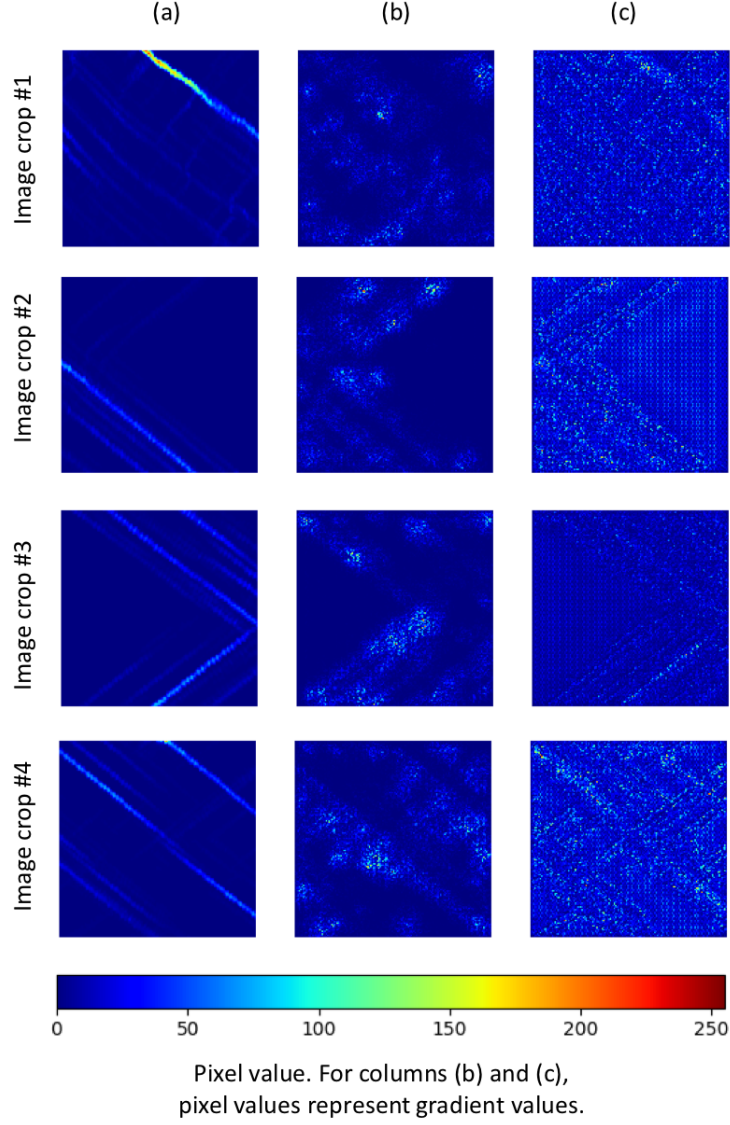 (a) (b) (c)
Image crop #1
Image crop #2
Image crop #3
Image crop #4
0 50 100 150 200 250
Pixel value. For columns (b) and (c),
pixel values represent gradient values.